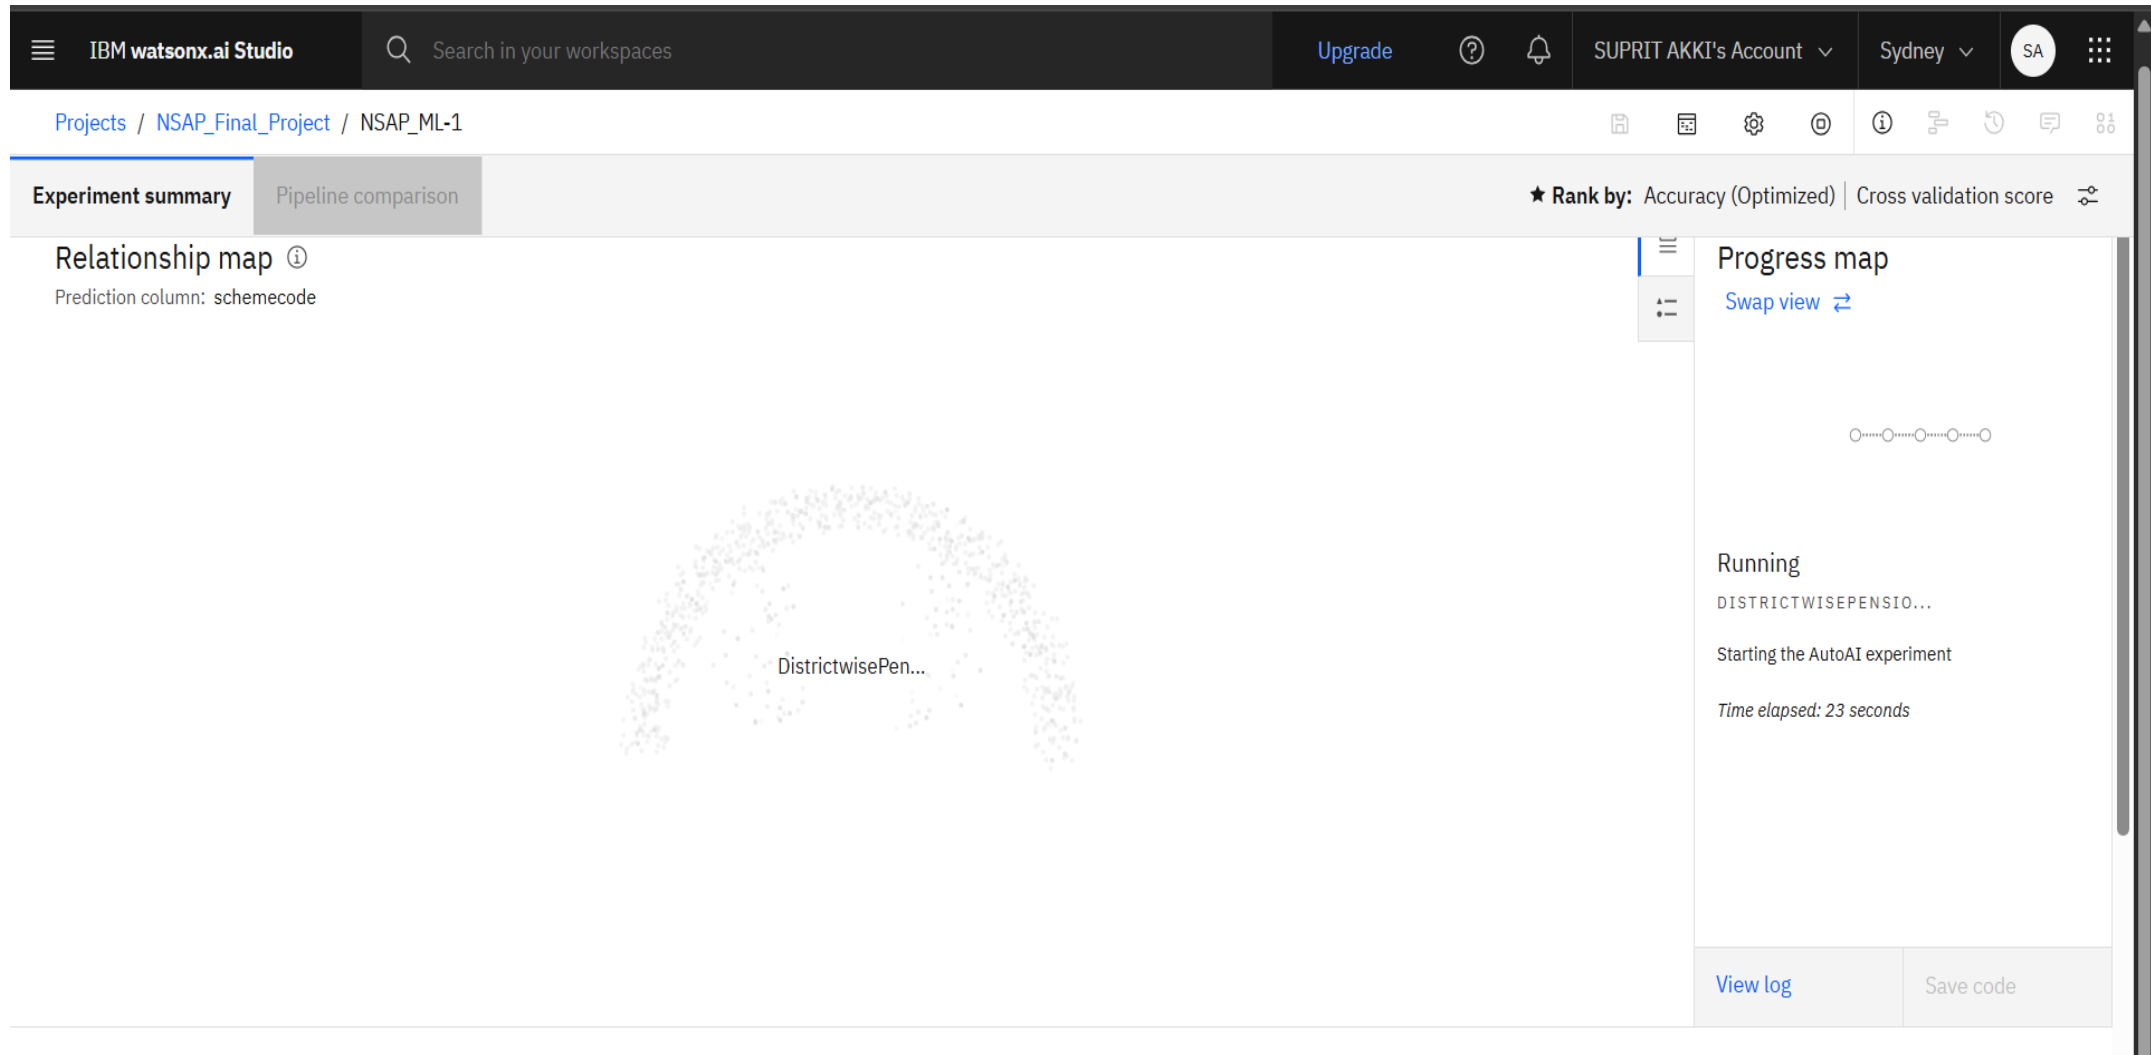 IBM watsonx.ai Studio
Search in your workspaces
Upgrade
SUPRIT AKKI's Account
Sydney
SA
Projects / NSAP_Final_Project / NSAP_ML-1
Experiment summary
Pipeline comparison
Rank by: Accuracy (Optimized) | Cross validation score
Relationship map
Prediction column: schemecode
DistrictwisePen...
Progress map
Swap view
Running
DISTRICTWISEPENSIO...
Starting the AutoAI experiment
Time elapsed: 23 seconds
View log
Save code